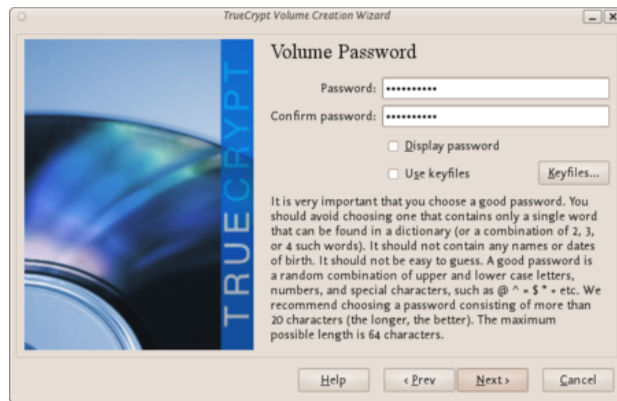 TrueCrypt Volume Creation Wizard
TRUECRYPT
Volume Password
Password: ••••••••••
Confirm password: ••••••••••
Display password
Use keyfiles
Keyfiles...
It is very important that you choose a good password. You
should avoid choosing one that contains only a single word
that can be found in a dictionary (or a combination of 2, 3,
or 4 such words). It should not contain any names or dates
of birth. It should not be easy to guess. A good password is
a random combination of upper and lower case letters,
numbers, and special characters, such as @ ^ = $ * + etc. We
recommend choosing a password consisting of more than
20 characters (the longer, the better). The maximum
possible length is 64 characters.
Help < Prev Next > Cancel